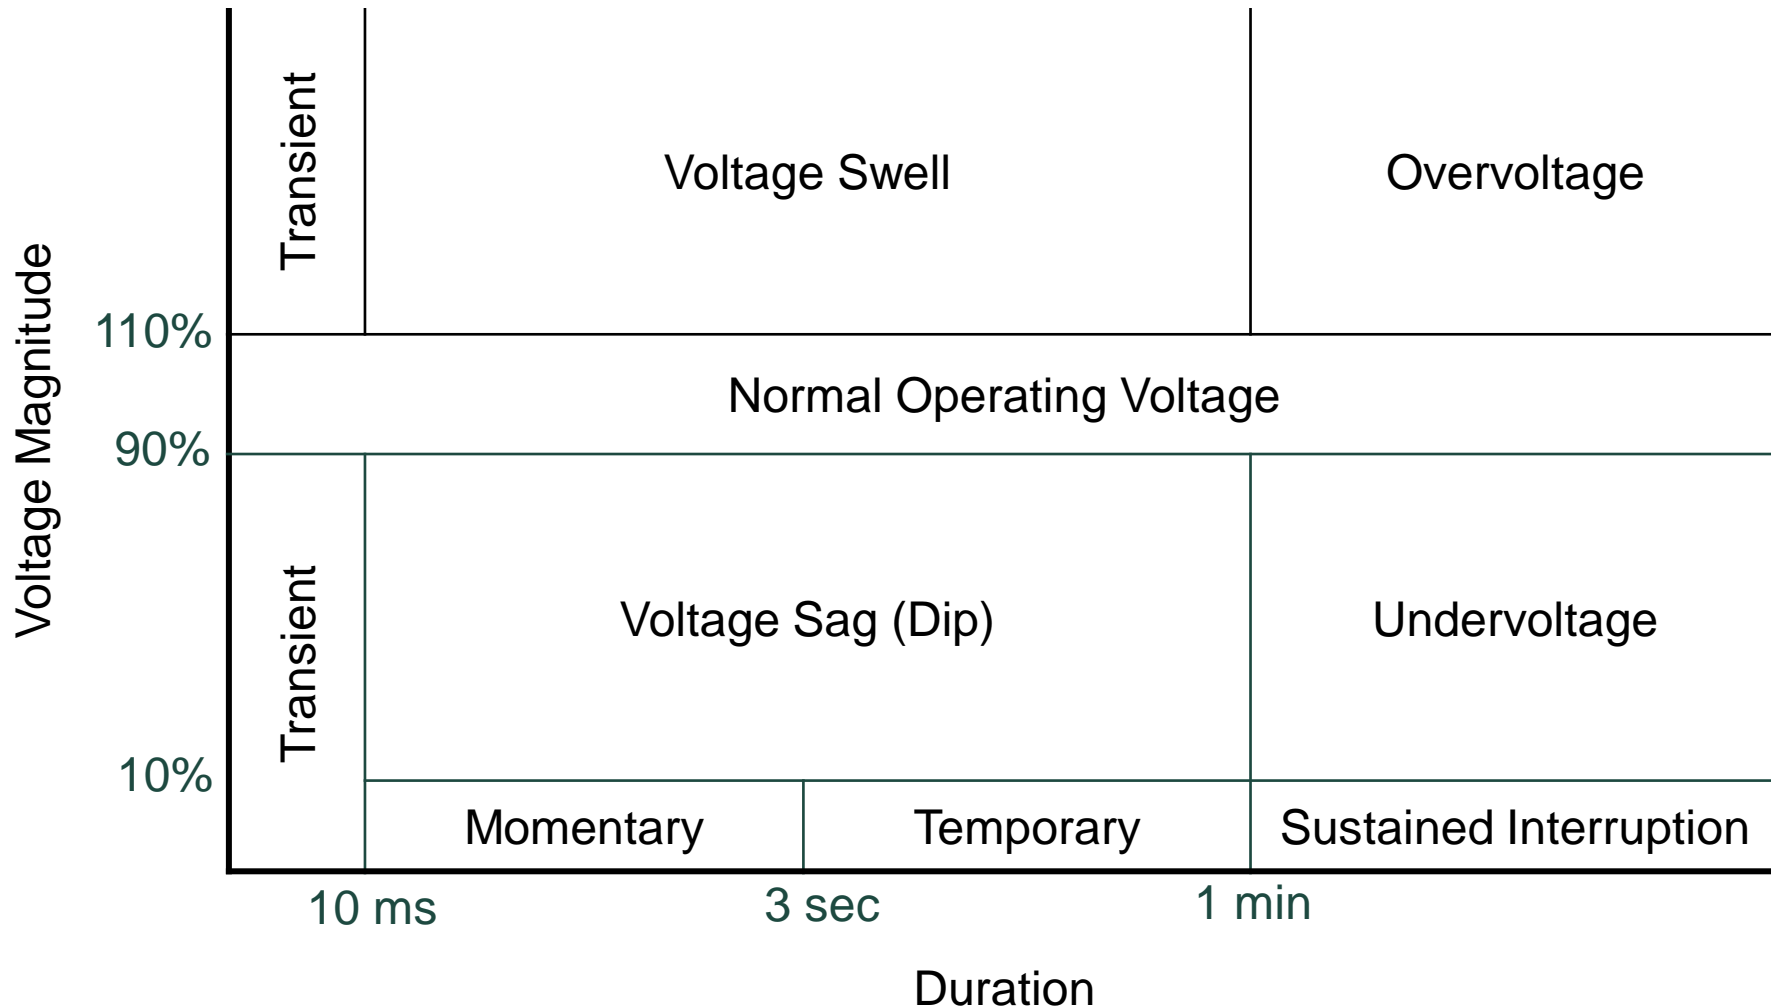 Transient
Voltage Swell
Overvoltage
Voltage Magnitude
110%
Normal Operating Voltage
90%
Transient
Voltage Sag (Dip)
Undervoltage
10%
Momentary
Temporary
Sustained Interruption
10 ms
3 sec
1 min
Duration